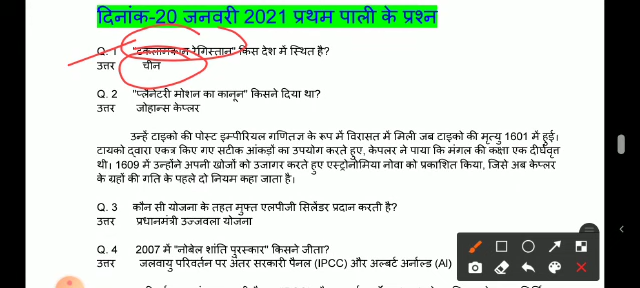 दिनांक-20 जनवरी 2021 प्रथम पाली के प्रश्न
Q. 1 "टकलामकान रेगिस्तान" किस देश में स्थित है?
उत्तर चीन
Q. 2 "प्लेनेटरी मोशन का कानून" किसने दिया था?
उत्तर जोहान्स केप्लर
उन्हें टाइको की पोस्ट इम्पीरियल गणितज्ञ के रूप में विरासत में मिली जब टाइको की मृत्यु 1601 में हुई।
टायको द्वारा एकत्र किए गए सटीक आंकड़ों का उपयोग करते हुए, केपलर ने पाया कि मंगल की कक्षा एक दीर्घवृत्त
थी। 1609 में उन्होंने अपनी खोजों को उजागर करते हुए एस्ट्रोनोमिया नोवा को प्रकाशित किया, जिसे अब केप्लर
के ग्रहों की गति के पहले दो नियम कहा जाता है।
Q. 3 कौन सी योजना के तहत मुफ्त एलपीजी सिलेंडर प्रदान करती है?
उत्तर प्रधानमंत्री उज्जवला योजना
Q. 4 2007 में "नोबेल शांति पुरस्कार" किसने जीता?
उत्तर जलवायु परिवर्तन पर अंतर सरकारी पैनल (IPCC) और अल्बर्ट अर्नाल्ड (Al)